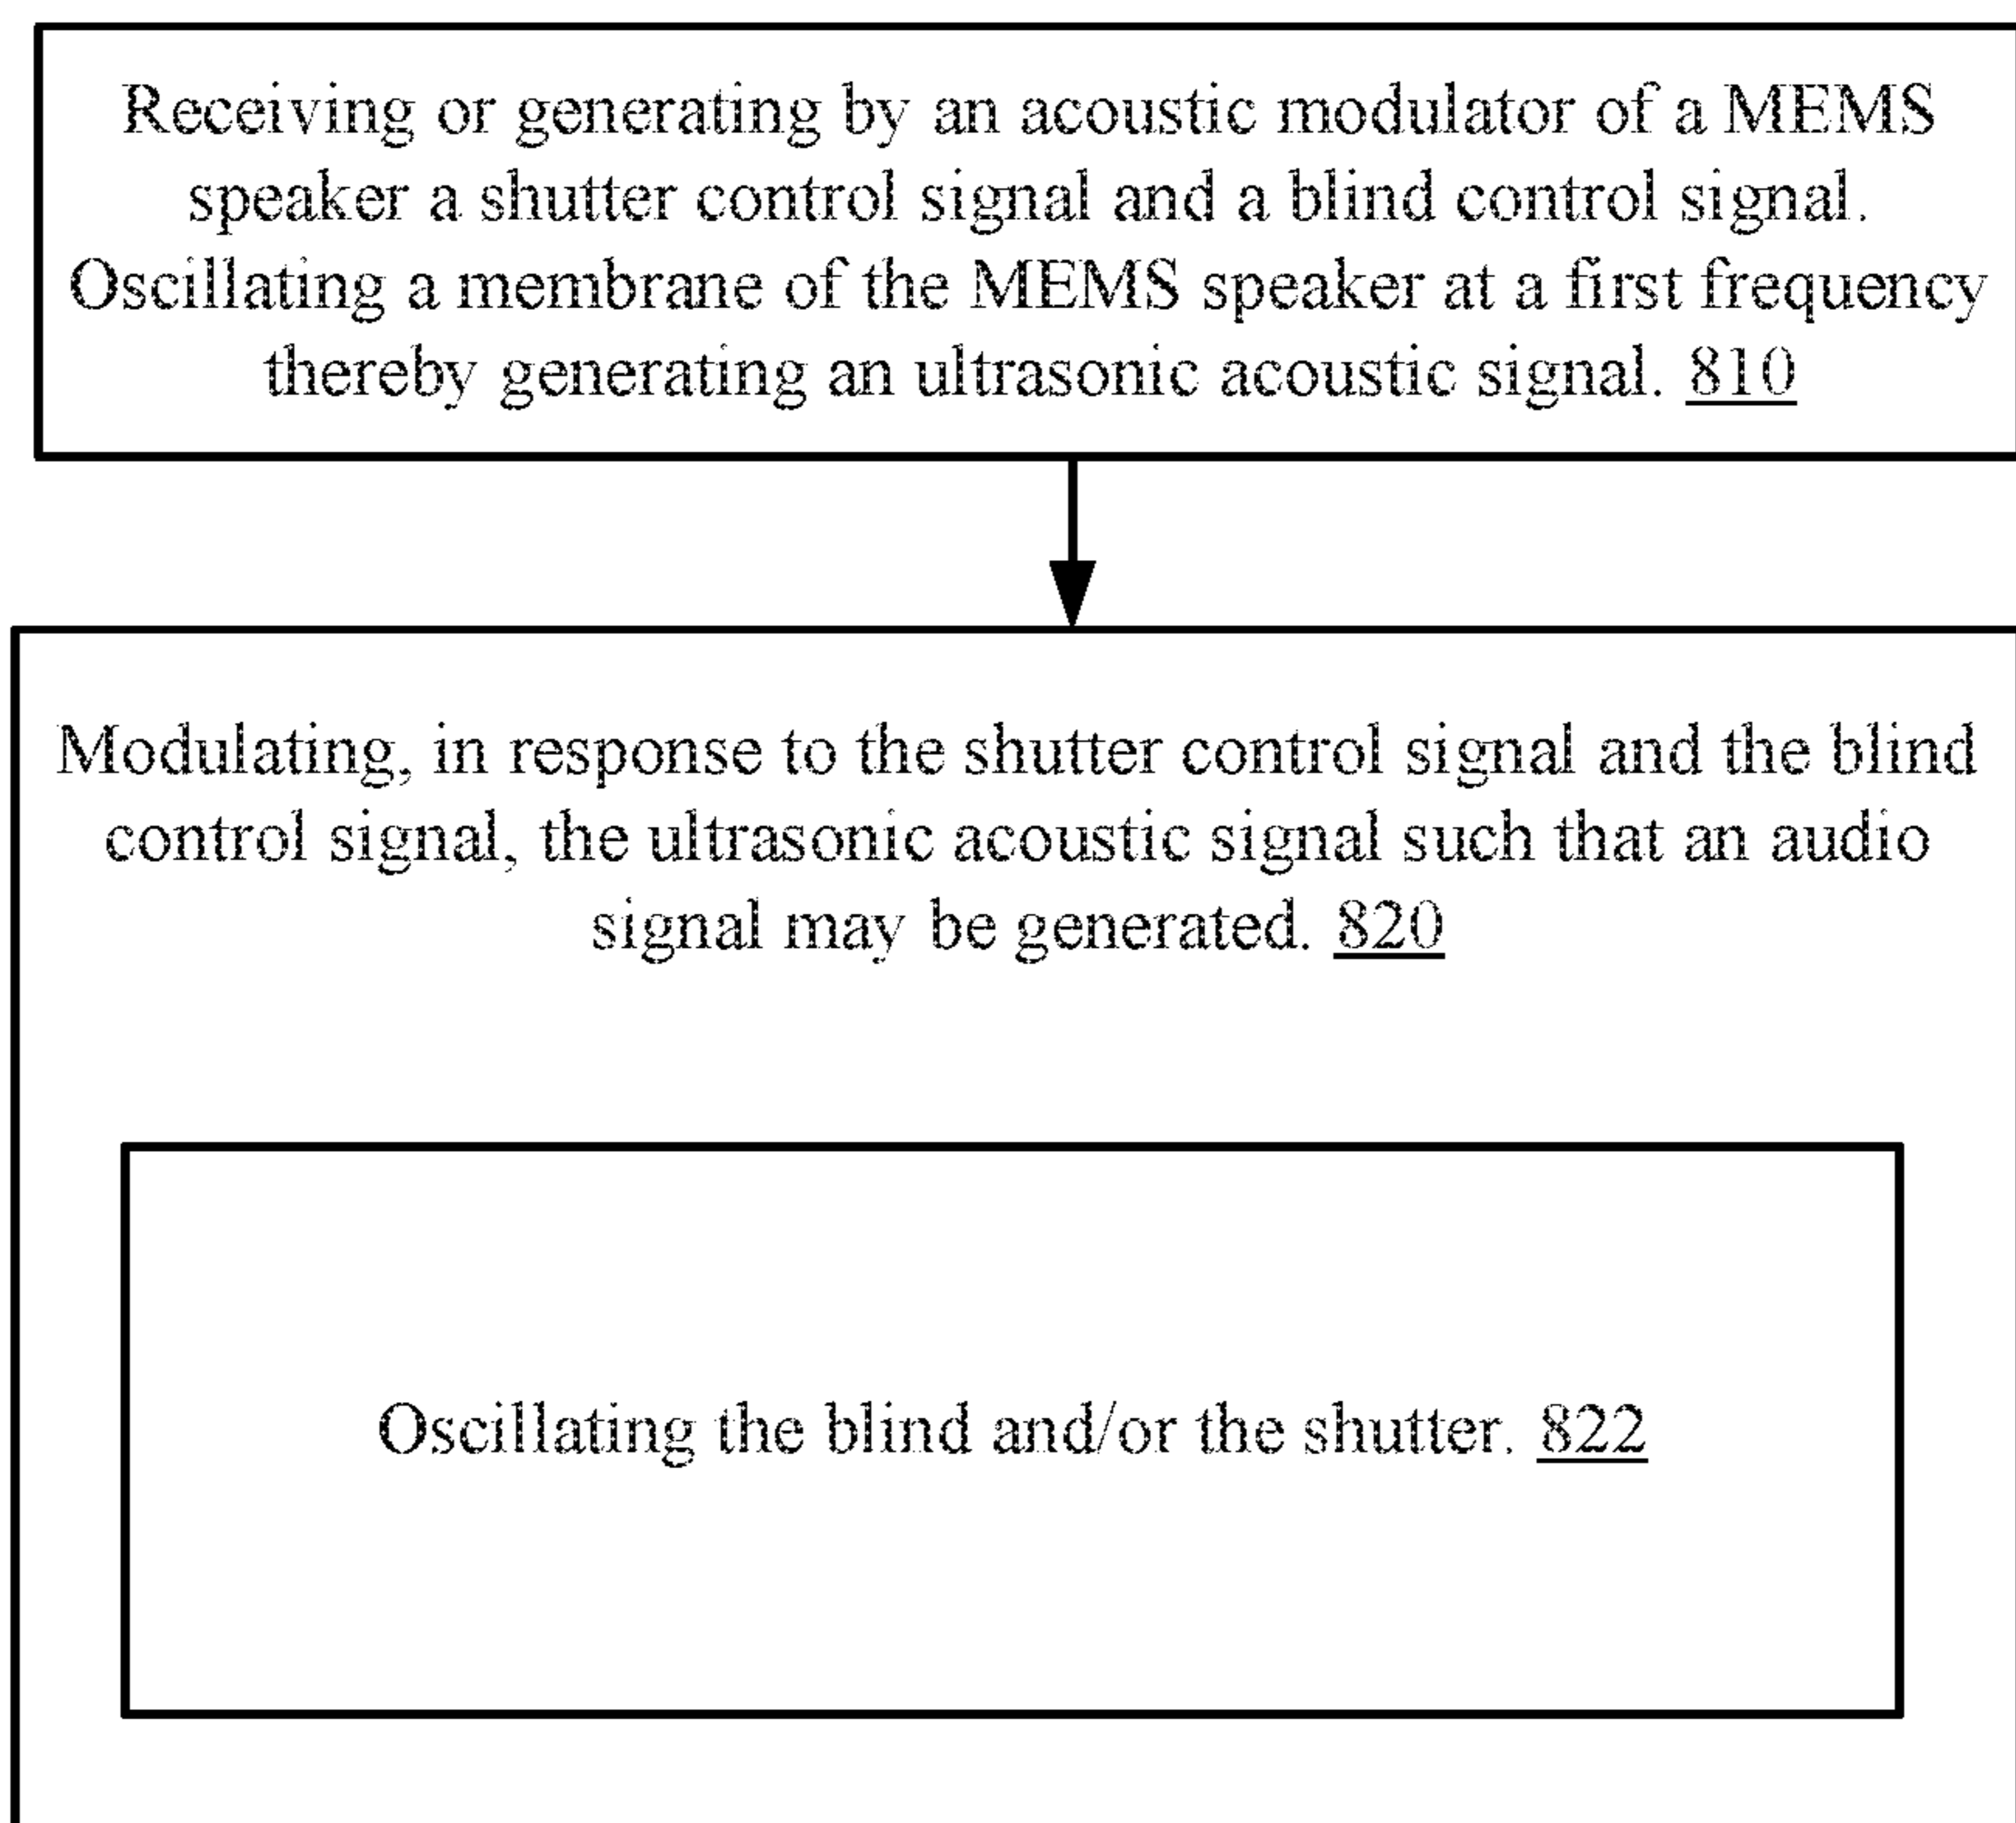 Receiving or generating by an acoustic modulator of a MEMS
speaker a shutter control signal and a blind control signal.
Oscillating a membrane of the MEMS speaker at a first frequency
thereby generating an ultrasonic acoustic signal. 810
Modulating, in response to the shutter control signal and the blind
control signal, the ultrasonic acoustic signal such that an audio
signal may be generated. 820
Oscillating the blind and/or the shutter. 822